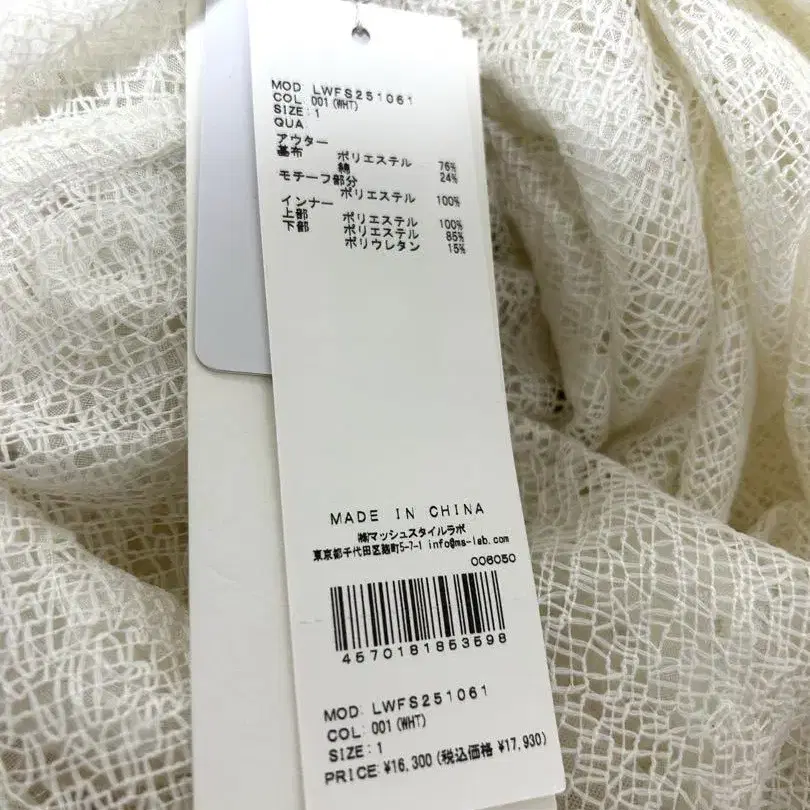 MOD LWFS251061
COL 001(WHT)
SIZE:1
QUA
アウター
基布 ポリエステル 76%
綿 24%
モチーフ部分
ポリエステル 100%
インナー
上部 ポリエステル 100%
下部 ポリエステル 85%
ポリウレタン 15%
MADE IN CHINA
㈱マッシュスタイルラボ
東京都千代田区麹町5-7-1 info@ms-lab.com
006050
4570181853598
MOD: LWFS251061
COL: 001(WHT)
SIZE:1
PRICE:¥16,300(税込価格 ¥17,930)